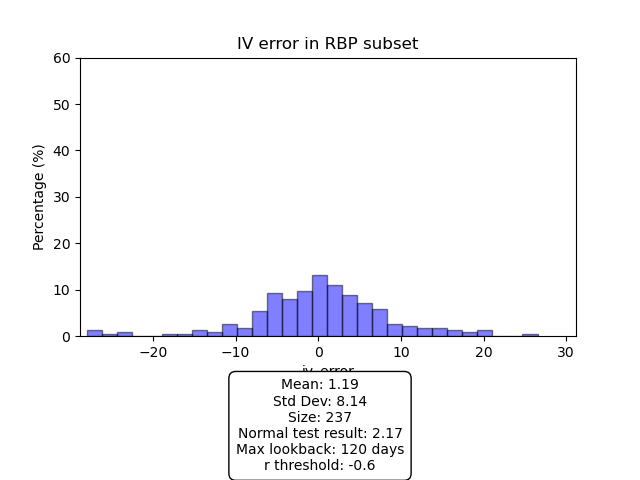 IV error in RBP subset
60
50
40
30
20
10
0
Percentage (%)
−20
−10
0
10
20
30
iv_error
Mean: 1.19
Std Dev: 8.14
Size: 237
Normal test result: 2.17
Max lookback: 120 days
r threshold: -0.6